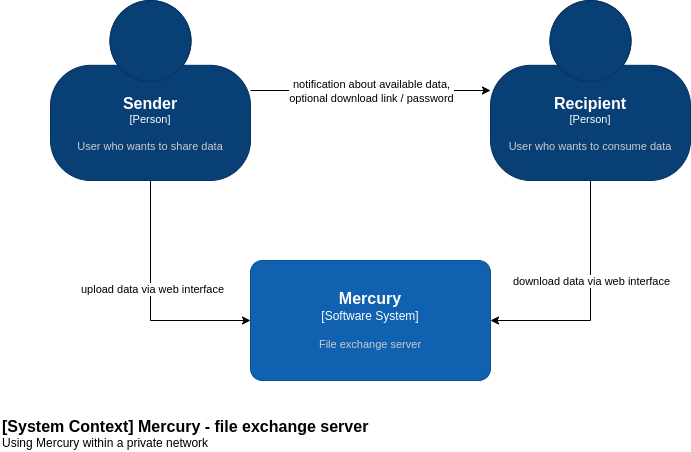 Sender
[Person]
User who wants to share data
notification about available data,
optional download link / password
Recipient
[Person]
User who wants to consume data
upload data via web interface
download data via web interface
Mercury
[Software System]
File exchange server
[System Context] Mercury - file exchange server
Using Mercury within a private network